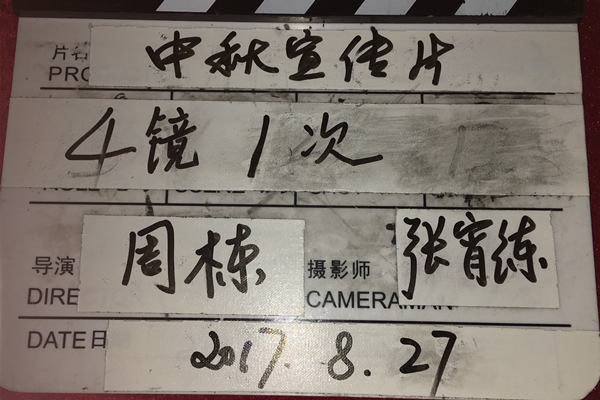 片名 中秋宣传片
PRO
4镜 1次
导演 周栋 摄影师 张宵练
DIRECTO CAMERAMAN
DATE日 2017.8.27